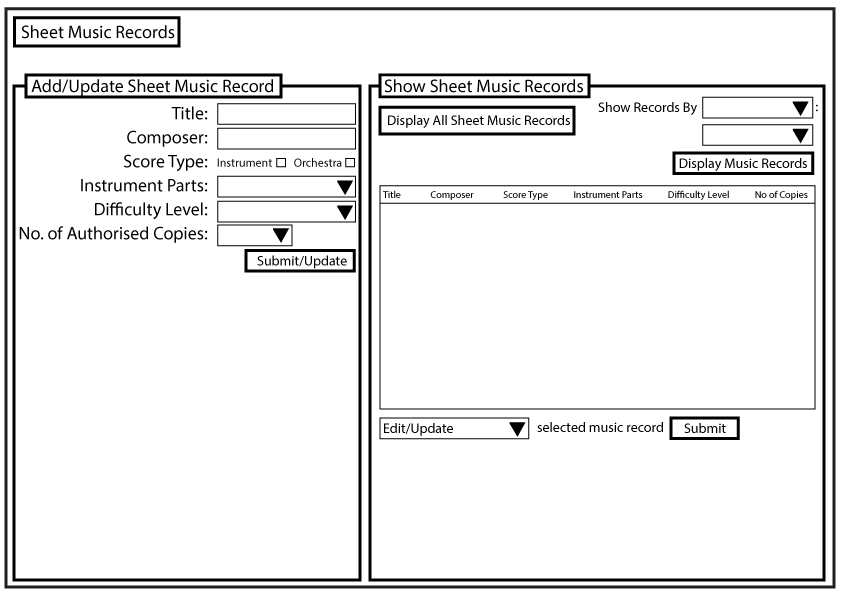 Sheet Music Records
Add/Update Sheet Music Record
Title:
Composer:
Score Type: Instrument Orchestra
Instrument Parts:
Difficulty Level:
No. of Authorised Copies:
Submit/Update
Show Sheet Music Records
Display All Sheet Music Records
Show Records By :
Display Music Records
Title Composer Score Type Instrument Parts Difficulty Level No of Copies
Edit/Update selected music record Submit